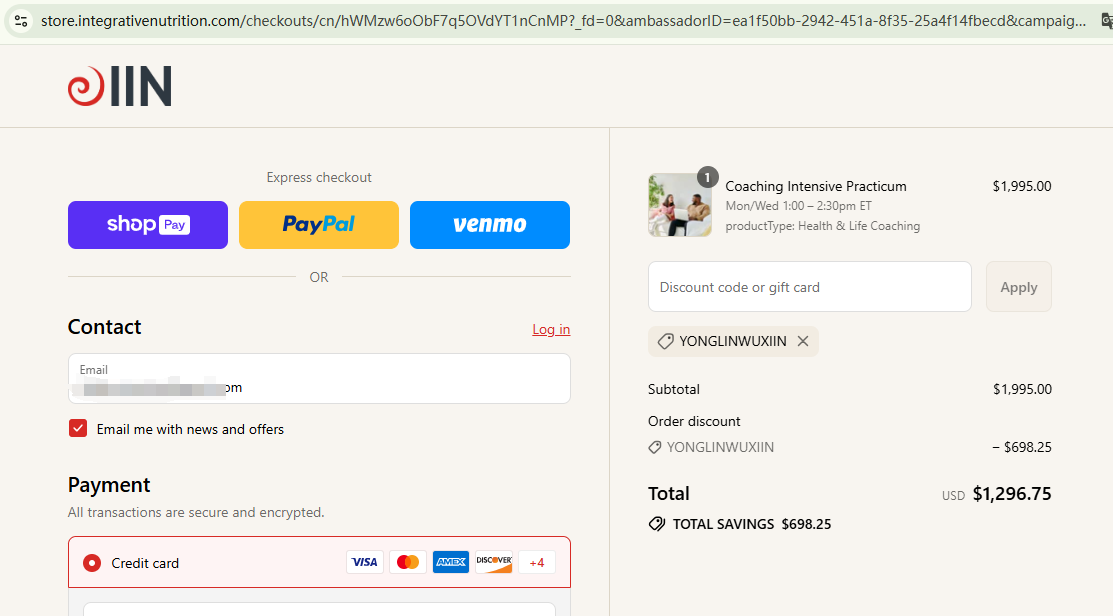 store.integrativenutrition.com/checkouts/cn/hWMzw6oObF7q5OVdYT1nCnMP?_fd=0&ambassadorID=ea1f50bb-2942-451a-8f35-25a4f14fbecd&campaig...
IIN
Express checkout
shop Pay
PayPal
venmo
OR
Contact
Log in
Email
om
Email me with news and offers
Payment
All transactions are secure and encrypted.
Credit card
VISA
AMEX
DISCOVER
+4
1
Coaching Intensive Practicum
$1,995.00
Mon/Wed 1:00 – 2:30pm ET
productType: Health & Life Coaching
Discount code or gift card
Apply
YONGLINWUXIIN
Subtotal
$1,995.00
Order discount
YONGLINWUXIIN
– $698.25
Total
USD $1,296.75
TOTAL SAVINGS $698.25